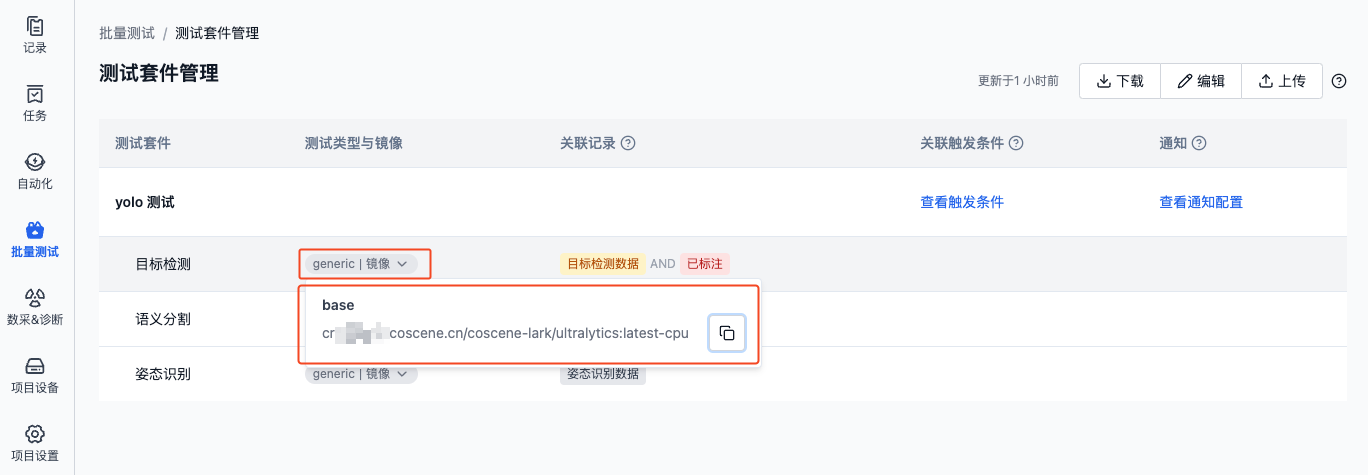 记录
任务
自动化
批量测试
数采&诊断
项目设备
项目设置
批量测试 / 测试套件管理
测试套件管理
更新于1 小时前
下载
编辑
上传
测试套件 测试类型与镜像 关联记录 关联触发条件 通知
yolo 测试 查看触发条件 查看通知配置
目标检测 generic | 镜像 目标检测数据 AND 已标注
base
cr coscene.cn/coscene-lark/ultralytics:latest-cpu
语义分割
姿态识别 generic | 镜像 姿态识别数据